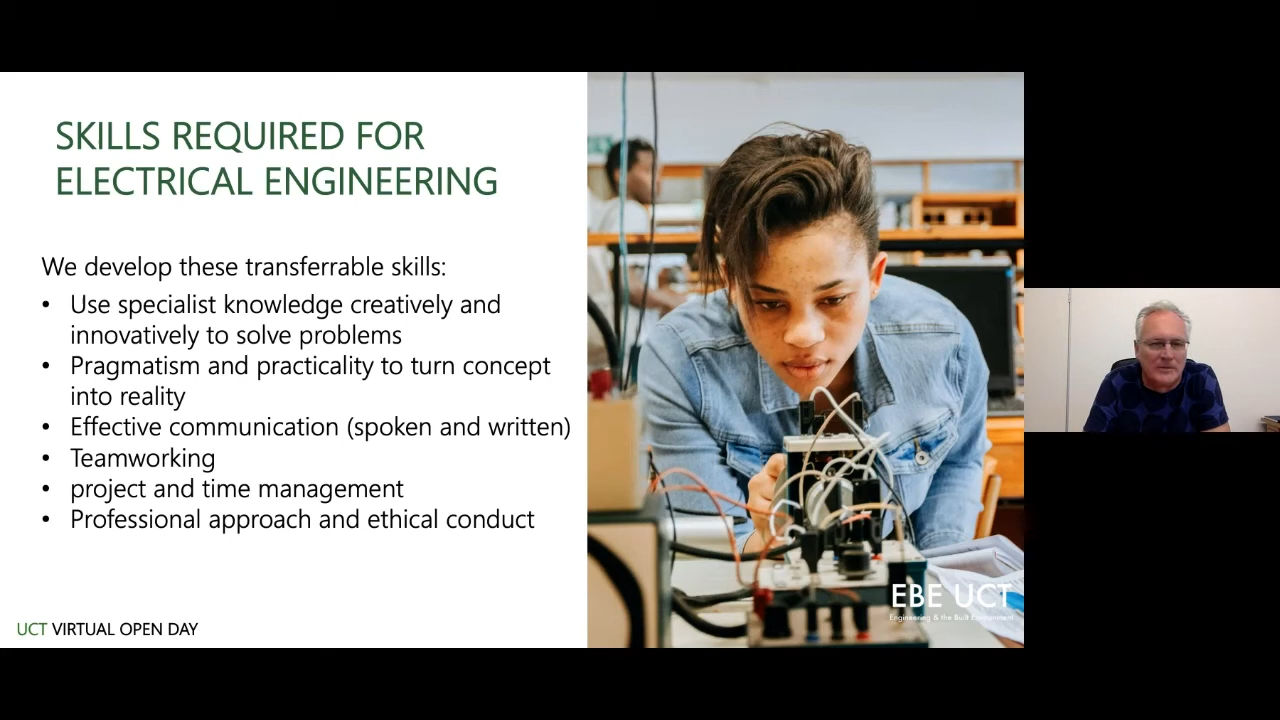 SKILLS REQUIRED FOR
ELECTRICAL ENGINEERING
We develop these transferrable skills:
• Use specialist knowledge creatively and
innovatively to solve problems
• Pragmatism and practicality to turn concept
into reality
• Effective communication (spoken and written)
• Teamworking
• project and time management
• Professional approach and ethical conduct
EBE UCT
Engineering & the Built Environment
UCT VIRTUAL OPEN DAY